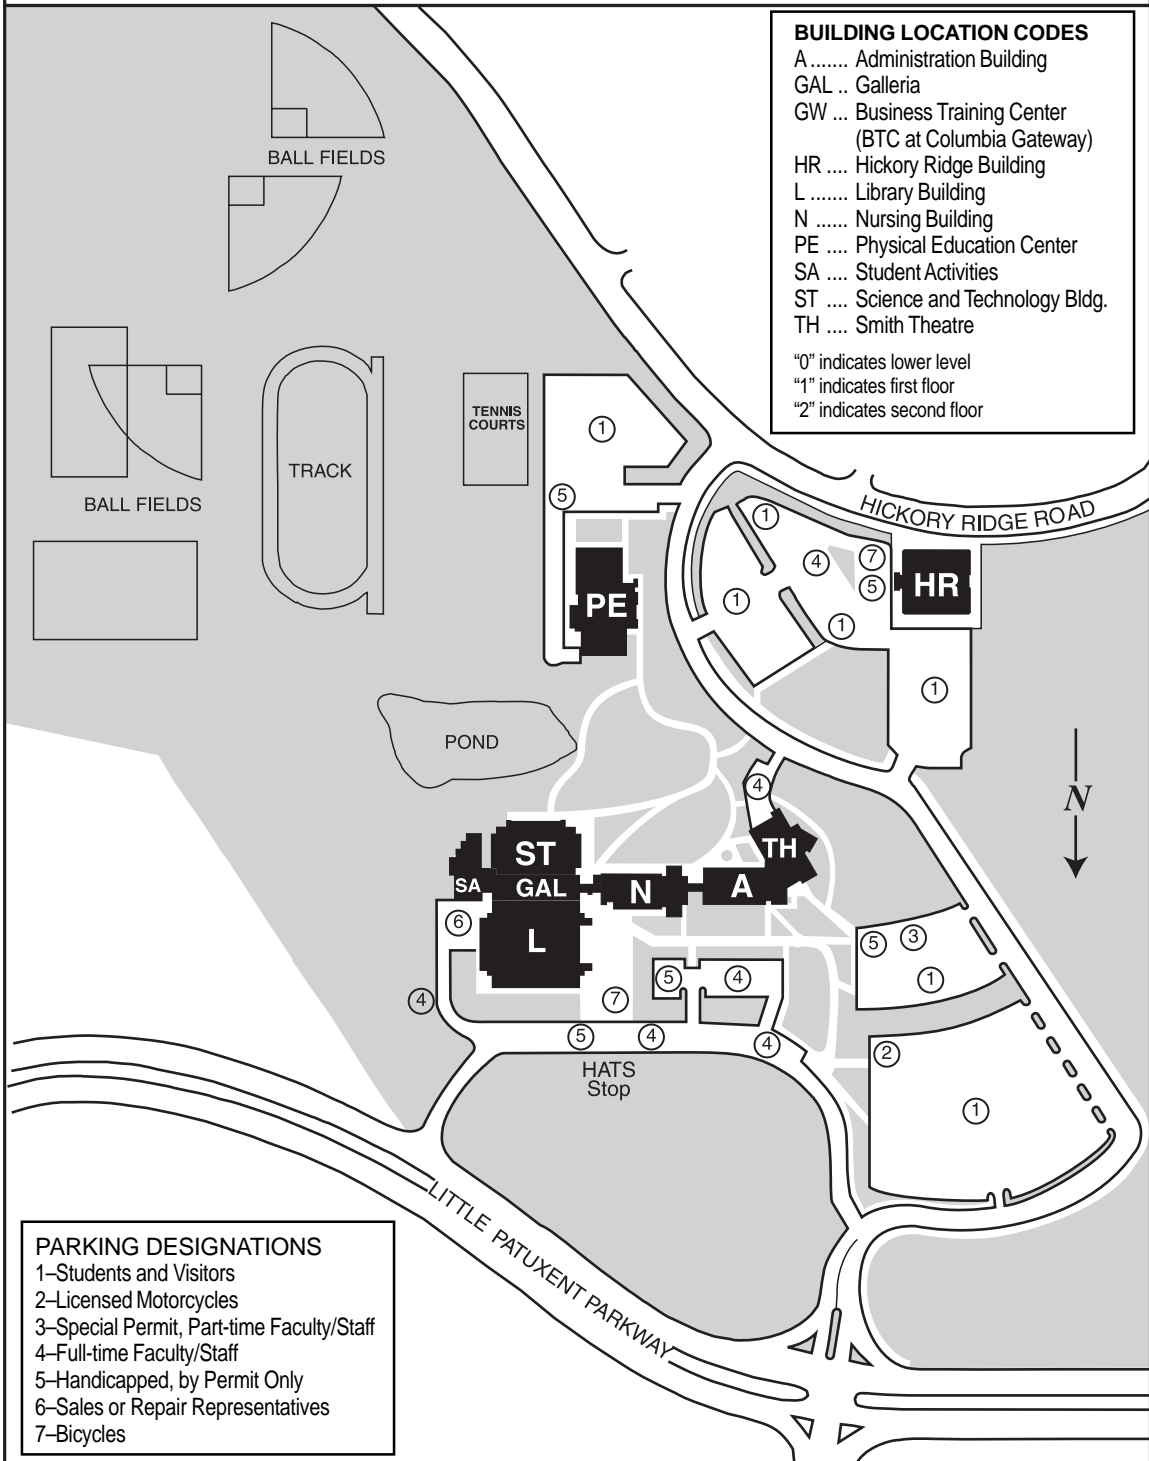 BUILDING LOCATION CODES
A ....... Administration Building
GAL .. Galleria
GW ... Business Training Center
(BTC at Columbia Gateway)
HR .... Hickory Ridge Building
L ....... Library Building
N ...... Nursing Building
PE .... Physical Education Center
SA .... Student Activities
ST .... Science and Technology Bldg.
TH .... Smith Theatre
“0” indicates lower level
“1” indicates first floor
“2” indicates second floor
BALL FIELDS
TENNIS
COURTS
1
TRACK
BALL FIELDS
5
HICKORY RIDGE ROAD
1
4
7
5
HR
PE
1
1
1
POND
4
N
TH
ST
SA
GAL
N
A
6
L
5
3
4
7
5
4
1
5
4
4
2
HATS
Stop
1
LITTLE PATUXENT PARKWAY
PARKING DESIGNATIONS
1–Students and Visitors
2–Licensed Motorcycles
3–Special Permit, Part-time Faculty/Staff
4–Full-time Faculty/Staff
5–Handicapped, by Permit Only
6–Sales or Repair Representatives
7–Bicycles